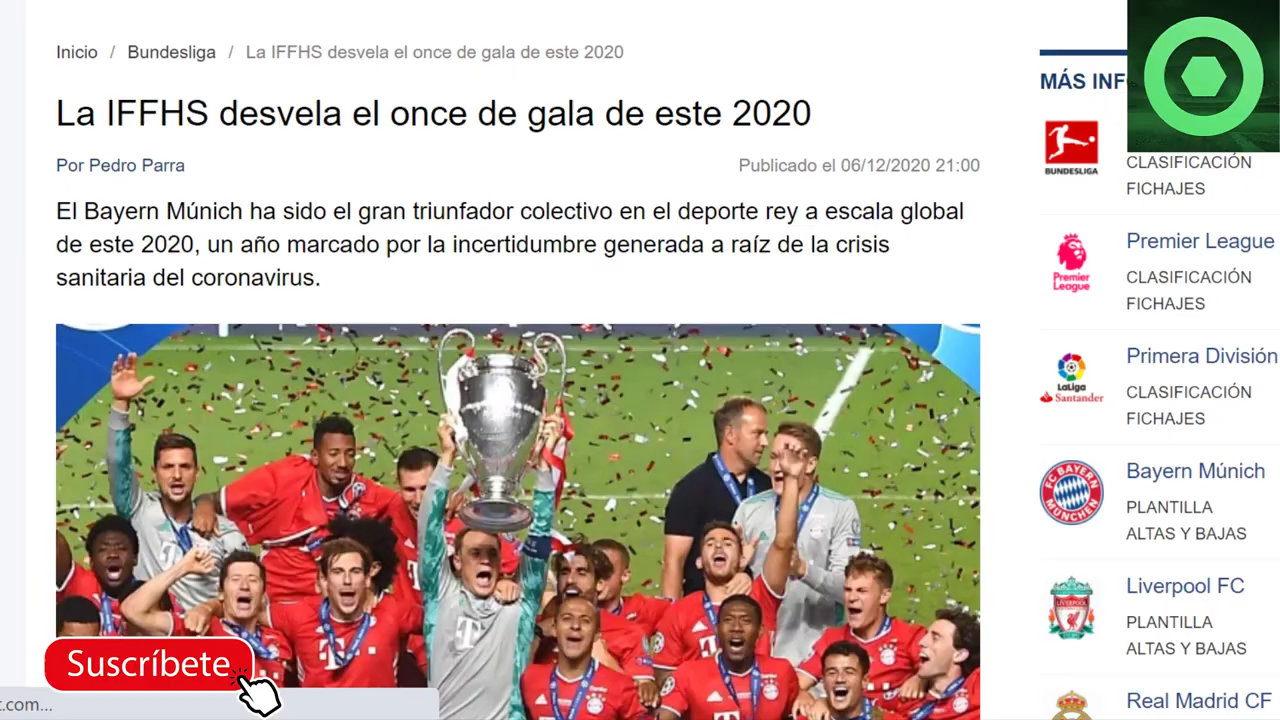 Inicio / Bundesliga / La IFFHS desvela el once de gala de este 2020
La IFFHS desvela el once de gala de este 2020
Por Pedro Parra
Publicado el 06/12/2020 21:00
El Bayern Múnich ha sido el gran triunfador colectivo en el deporte rey a escala global
de este 2020, un año marcado por la incertidumbre generada a raíz de la crisis
sanitaria del coronavirus.
Suscríbete
t.com...
MÁS INF
BUNDESLIGA
CLASIFICACIÓN
FICHAJES
Premier League
Premier
League
CLASIFICACIÓN
FICHAJES
Primera División
LaLiga
Santander
CLASIFICACIÓN
FICHAJES
Bayern Múnich
FC BAYERN
MÜNCHEN
PLANTILLA
ALTAS Y BAJAS
Liverpool FC
PLANTILLA
ALTAS Y BAJAS
Real Madrid CF